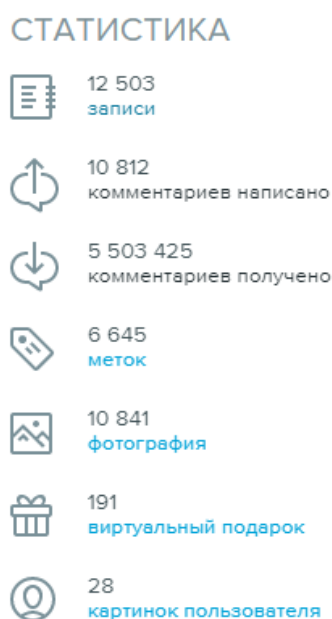 СТАТИСТИКА
12 503
записи
10 812
комментариев написано
5 503 425
комментариев получено
6 645
меток
10 841
фотография
191
виртуальный подарок
28
картинок пользователя